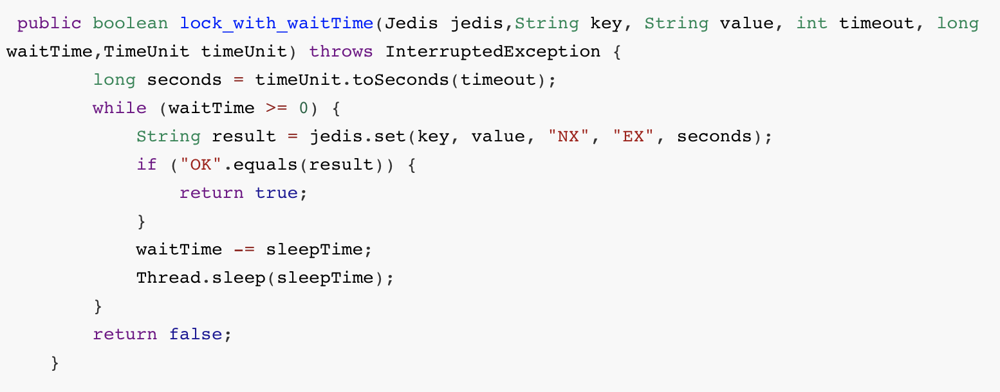 public boolean lock_with_waitTime(Jedis jedis,String key, String value, int timeout, long
waitTime,TimeUnit timeUnit) throws InterruptedException {
long seconds = timeUnit.toSeconds(timeout);
while (waitTime >= 0) {
String result = jedis.set(key, value, "NX", "EX", seconds);
if ("OK".equals(result)) {
return true;
}
waitTime -= sleepTime;
Thread.sleep(sleepTime);
}
return false;
}